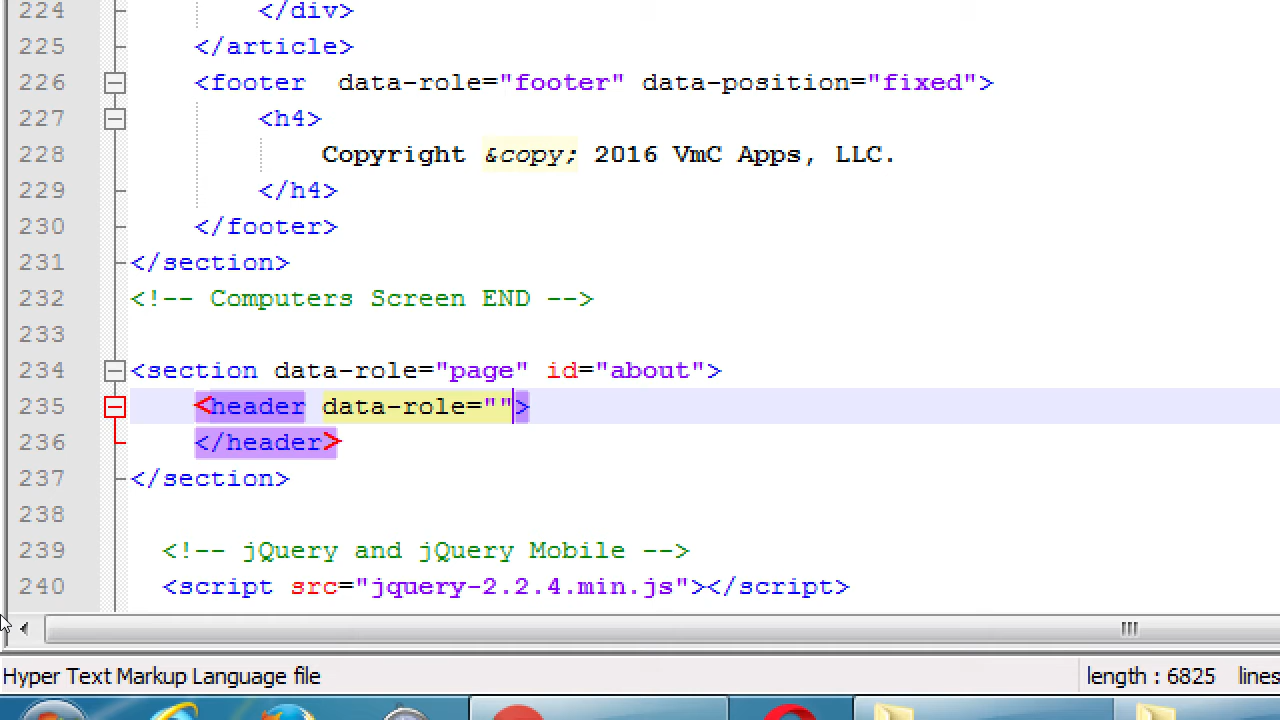 224 </div>
225 </article>
226 <footer  data-role="footer" data-position="fixed">
227 <h4>
228 Copyright &copy; 2016 VmC Apps, LLC.
229 </h4>
230 </footer>
231 </section>
232 <!-- Computers Screen END -->
233
234 <section data-role="page" id="about">
235 <header data-role="">
236 </header>
237 </section>
238
239 <!-- jQuery and jQuery Mobile -->
240 <script src="jquery-2.2.4.min.js"></script>
Hyper Text Markup Language file length : 6825 lines